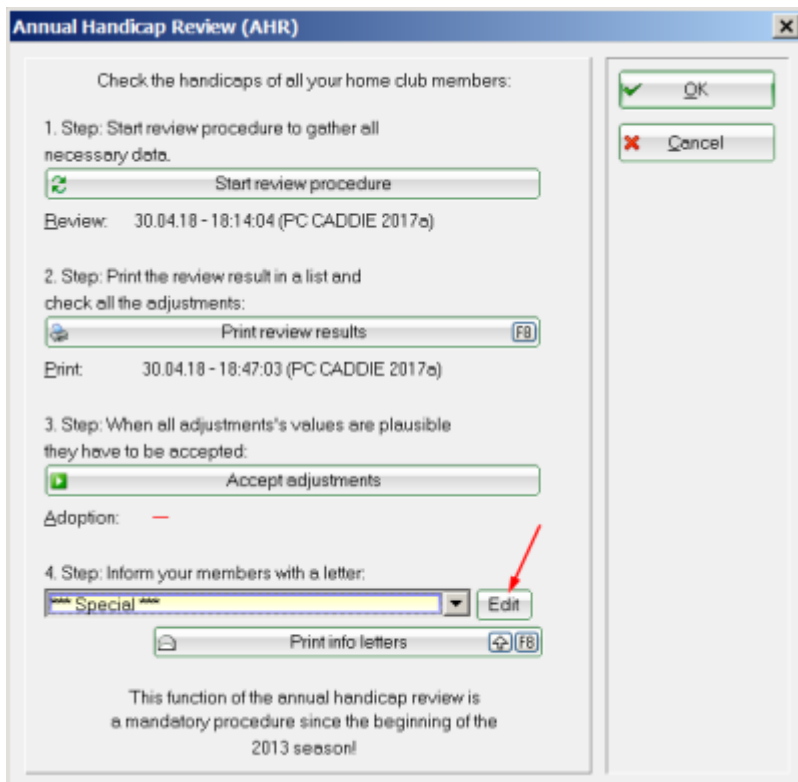 Annual Handicap Review (AHR)
Check the handicaps of all your home club members:
1. Step: Start review procedure to gather all
necessary data.
Start review procedure
Review: 30.04.18 - 18:14:04 (PC CADDIE 2017a)
2. Step: Print the review result in a list and
check all the adjustments:
Print review results F8
Print: 30.04.18 - 18:47:03 (PC CADDIE 2017a)
3. Step: When all adjustments's values are plausible
they have to be accepted:
Accept adjustments
Adoption: —
4. Step: Inform your members with a letter:
*** Special *** Edit
Print info letters F8
This function of the annual handicap review is
a mandatory procedure since the beginning of the
2013 season!
OK
Cancel